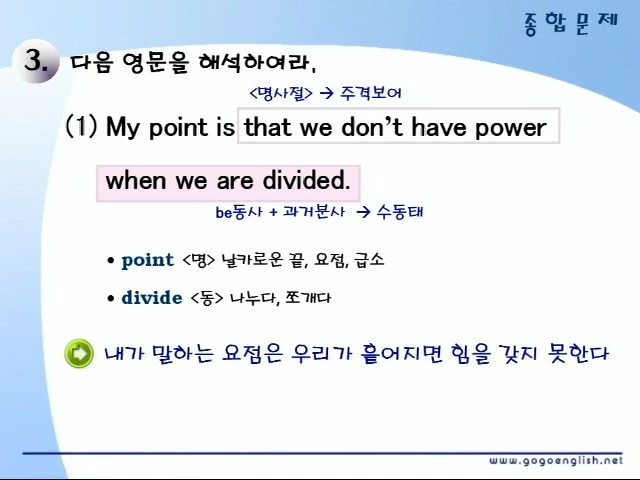 종합문제
3. 다음 영문을 해석하여라.
<명사절> → 주격보어
(1) My point is that we don't have power
when we are divided.
be동사 + 과거분사 → 수동태
• point <명> 날카로운 끝, 요점, 급소
• divide <동> 나누다, 쪼개다
내가 말하는 요점은 우리가 흩어지면 힘을 갖지 못한다
www.gogoenglish.net